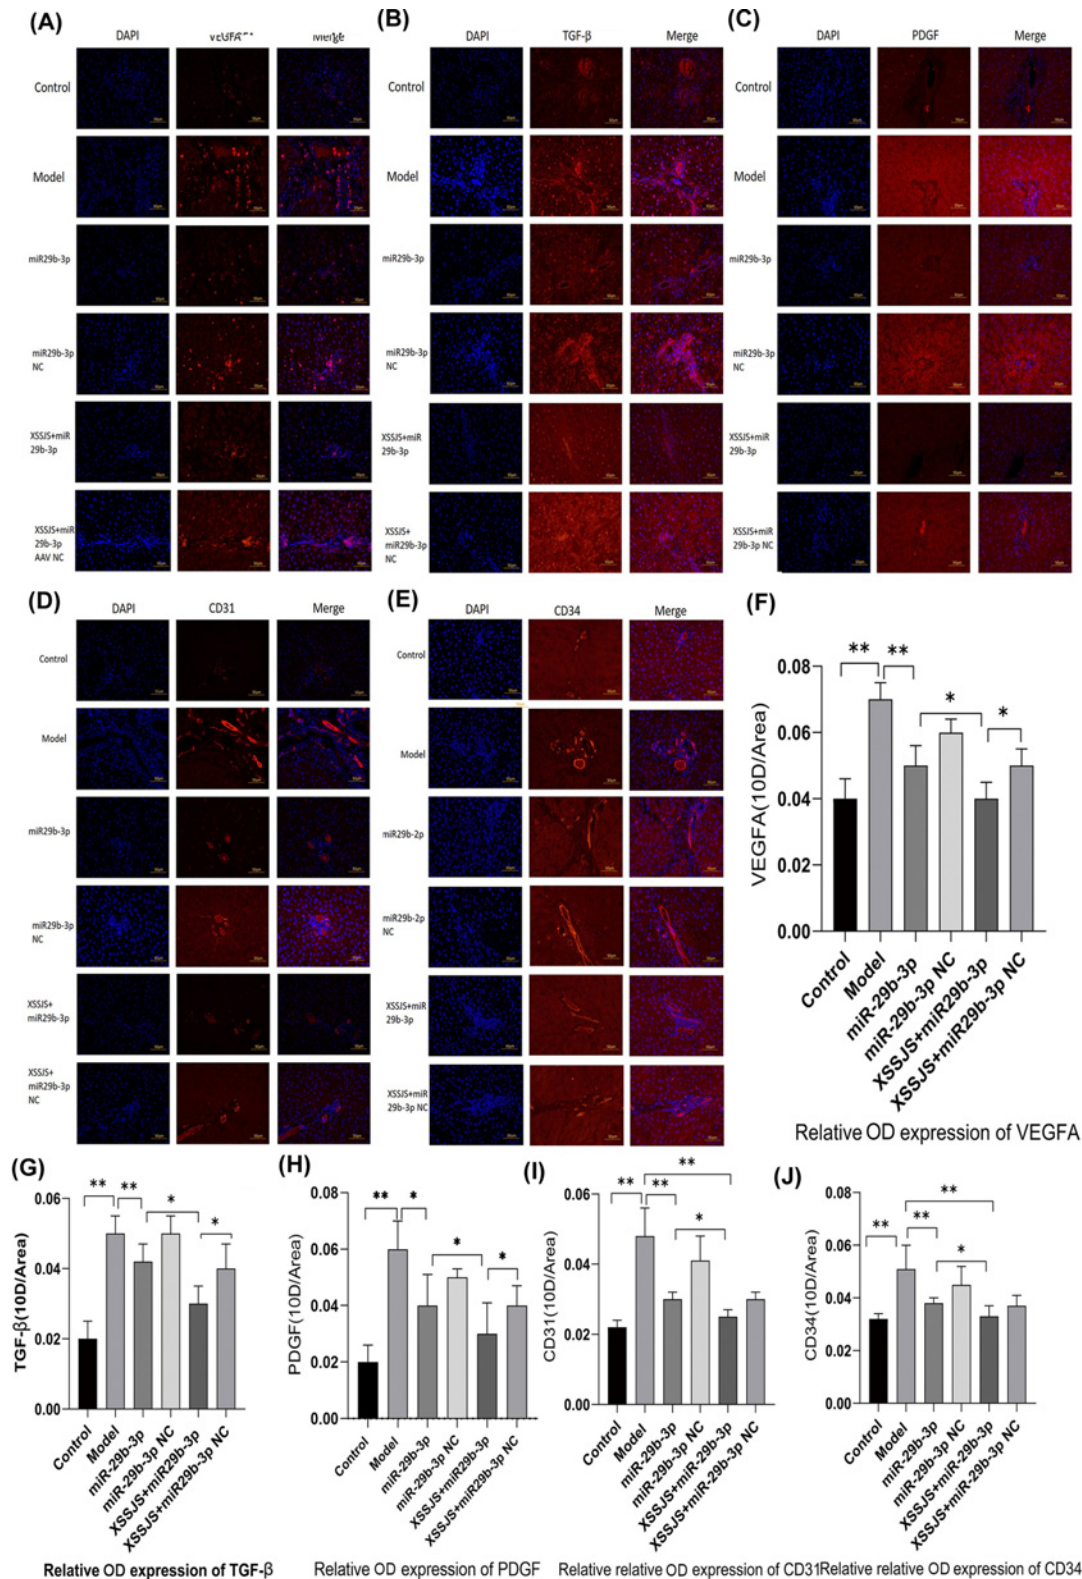 (A)
DAPI
Merge
Control
Model
miR29b-3p
miR29b-3p
NC
XSSJS+miR
29b-3p
XSSJS+miR
29b-3p
AAV NC
(B)
DAPI TGF-β Merge
Control
Model
miR29b-3p
miR29b-3p
NC
XSSJS+miR
29b-3p
XSSJS+
miR29b-3p
NC
(C)
DAPI PDGF Merge
Control
Model
miR29b-3p
miR29b-3p
NC
XSSJS+miR
29b-3p
XSSJS+miR
29b-3p NC
(D)
DAPI CD31 Merge
Control
Model
miR29b-3p
miR29b-3p
NC
XSSJS+
miR29b-3p
XSSJS+
miR29b-3p
NC
(E)
DAPI CD34 Merge
Control
Model
miR29b-2p
miR29b-2p
NC
XSSJS+miR
29b-3p
XSSJS+miR
29b-3p NC
(F)
VEGFA(10D/Area)
0.08
0.06
0.04
0.02
0.00
** ** * *
Control
Model
miR-29b-3p
miR-29b-3p NC
XSSJS+miR29b-3p
XSSJS+miR29b-3p NC
Relative OD expression of VEGFA
(G)
TGF-β(10D/Area)
0.06
0.04
0.02
0.00
** ** * *
Control
Model
miR-29b-3p
miR-29b-3p NC
XSSJS+miR29b-3p
XSSJS+miR29b-3p NC
Relative OD expression of TGF-β
(H)
PDGF(10D/Area)
0.08
0.06
0.04
0.02
0.00
** * * *
Control
Model
miR-29b-3p
miR-29b-3p NC
XSSJS+miR29b-3p
XSSJS+miR29b-3p NC
Relative OD expression of PDGF
(I)
CD31(10D/Area)
0.06
0.04
0.02
0.00
** ** ** *
Control
Model
miR-29b-3p
miR-29b-3p NC
XSSJS+miR29b-3p
XSSJS+miR-29b-3p NC
Relative relative OD expression of CD31
(J)
CD34(10D/Area)
0.08
0.06
0.04
0.02
0.00
** ** ** *
Control
Model
miR-29b-3p
miR-29b-3p NC
XSSJS+miR-29b-3p
XSSJS+miR-29b-3p NC
Relative relative OD expression of CD34